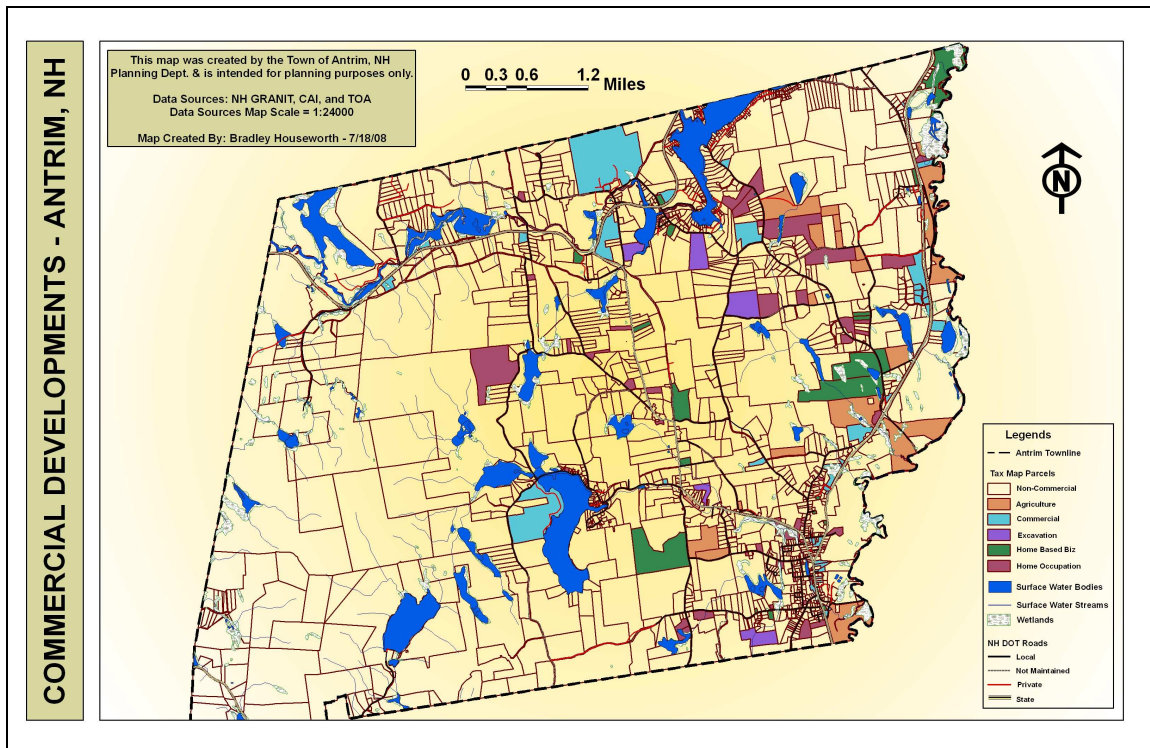 COMMERCIAL DEVELOPMENTS - ANTRIM, NH
This map was created by the Town of Antrim, NH
Planning Dept. & is intended for planning purposes only.
Data Sources: NH GRANIT, CAI, and TOA
Data Sources Map Scale = 1:24000
Map Created By: Bradley Houseworth - 7/18/08
0 0.3 0.6 1.2 Miles
N
Legends
Antrim Townline
Tax Map Parcels
Non-Commercial
Agriculture
Commercial
Excavation
Home Based Biz
Home Occupation
Surface Water Bodies
Surface Water Streams
Wetlands
NH DOT Roads
Local
Not Maintained
Private
State